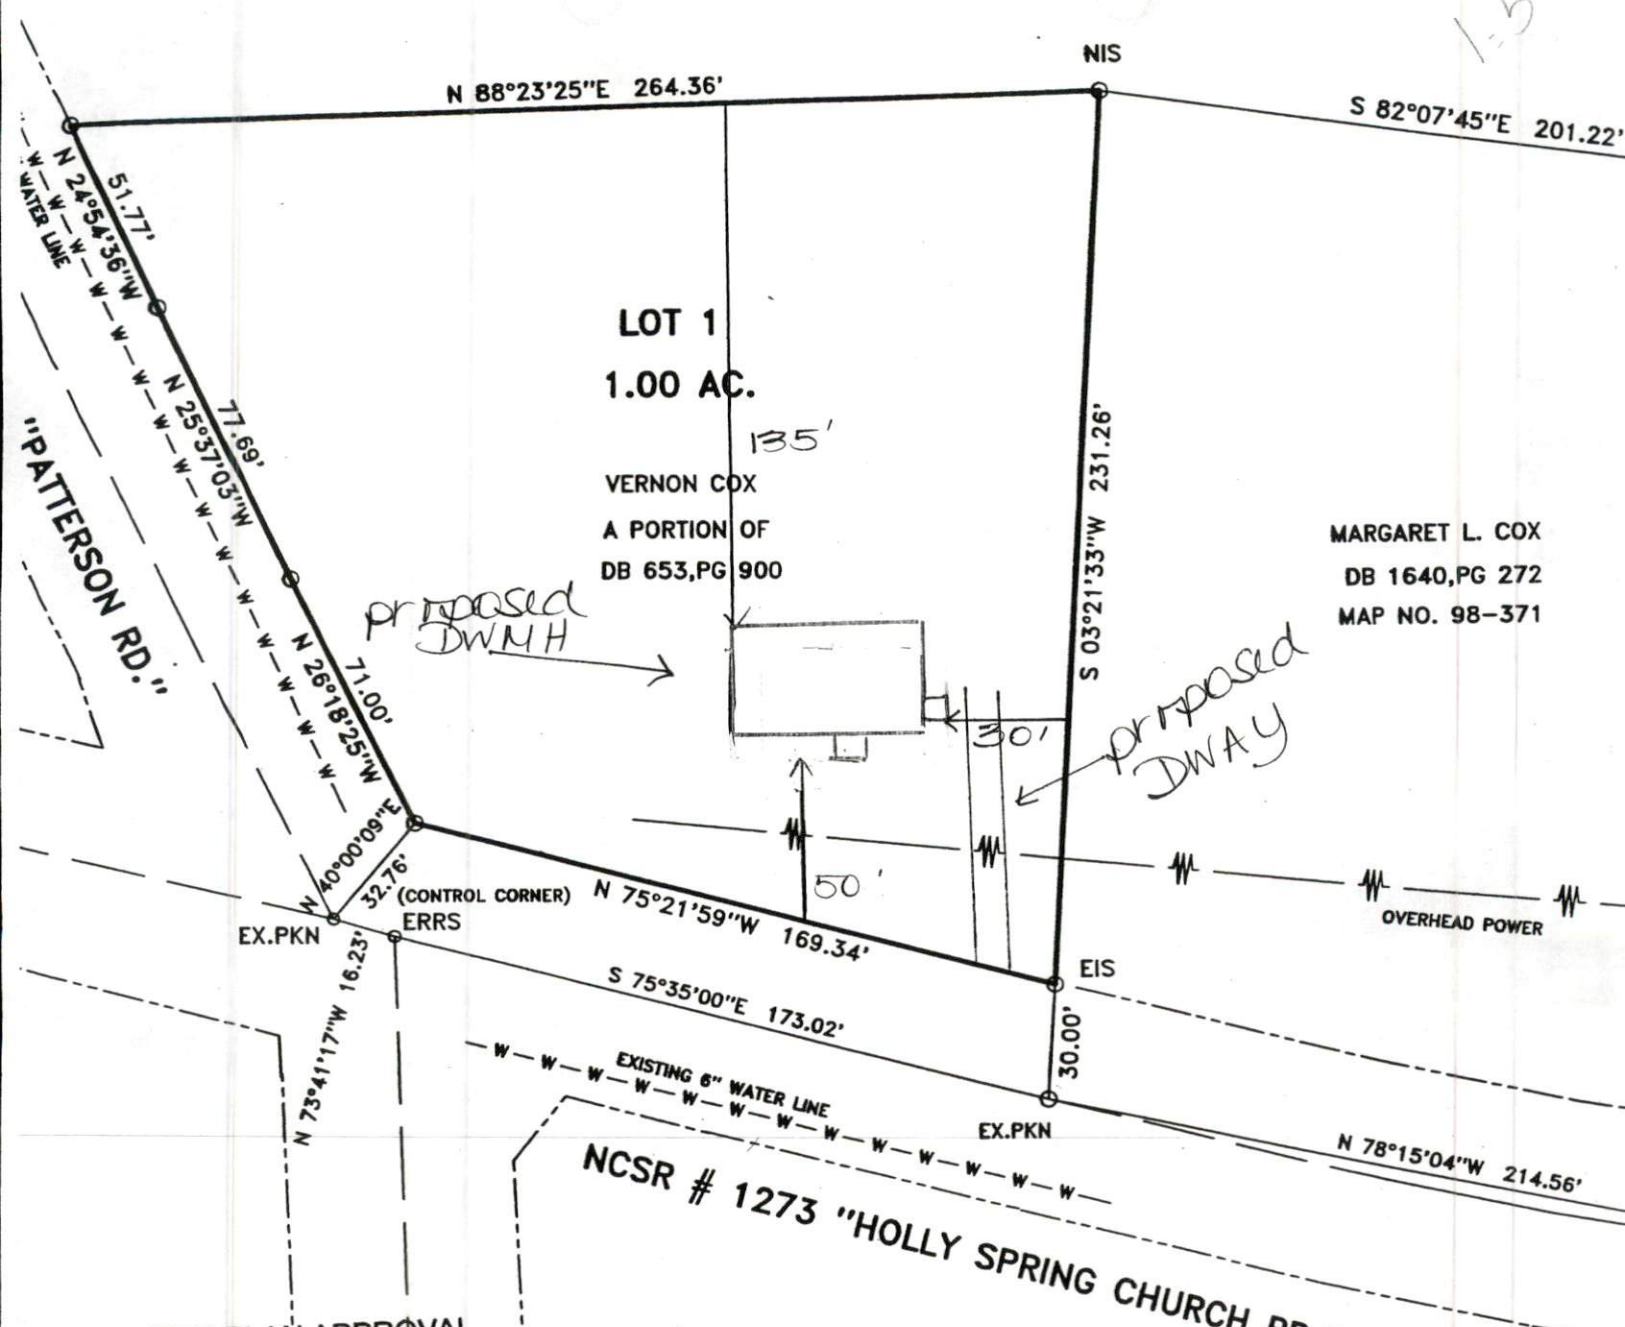 1-5
NIS
N 88°23'25"E 264.36'
S 82°07'45"E 201.22'
N 24°54'36"W
51.77'
WATER LINE
W W W W W W W W W W W W W W W W W W
LOT 1
1.00 AC.
135'
N 25°37'03"W
77.69'
S 03°21'33"W 231.26'
"PATTERSON RD."
VERNON COX
A PORTION OF
DB 653,PG 900
MARGARET L. COX
DB 1640,PG 272
MAP NO. 98-371
proposed
DWMH
N 26°18'25"W
71.00'
30'
proposed
DWAY
N 40°00'09"E
32.76'
50'
(CONTROL CORNER)
ERRS
EX.PKN
N 75°21'59"W 169.34'
OVERHEAD POWER
EIS
N 73°41'17"W 16.23'
S 75°35'00"E 173.02'
30.00'
EXISTING 6" WATER LINE
W W W W W W W W W W W W W
EX.PKN
N 78°15'04"W 214.56'
NCSR # 1273 "HOLLY SPRING CHURCH
APPROVAL